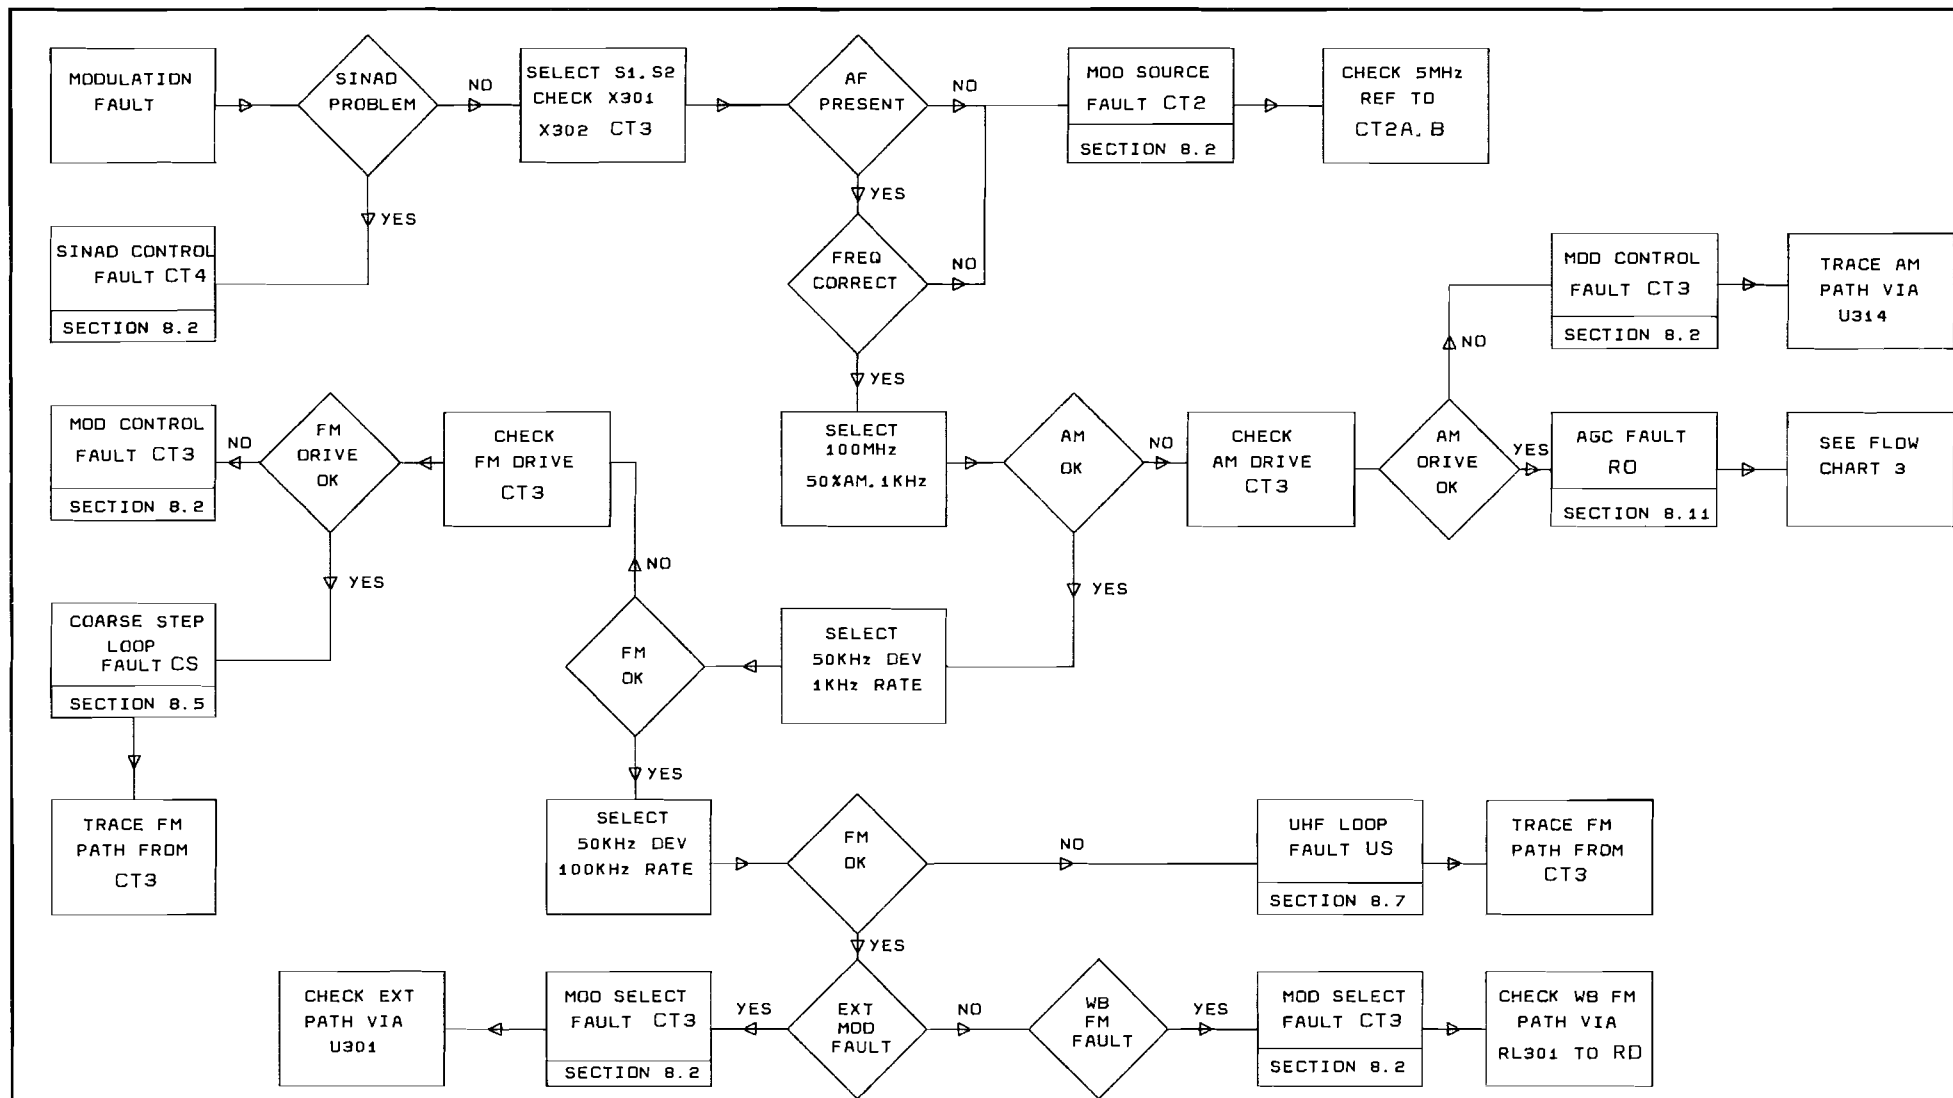 MODULATION
FAULT
SINAD
PROBLEM
NO
SELECT S1.S2
CHECK X301
X302 CT3
AF
PRESENT
NO
MOD SOURCE
FAULT CT2
SECTION 8.2
CHECK 5MHz
REF TO
CT2A.B
YES
YES
SINAD CONTROL
FAULT CT4
SECTION 8.2
FREQ
CORRECT
NO
MOD CONTROL
FAULT CT3
SECTION 8.2
TRACE AM
PATH VIA
U314
NO
YES
MOD CONTROL
FAULT CT3
SECTION 8.2
NO
FM
DRIVE
OK
CHECK
FM DRIVE
CT3
SELECT
100MHz
50%AM.1KHz
AM
OK
NO
CHECK
AM DRIVE
CT3
AM
DRIVE
OK
YES
AGC FAULT
RO
SECTION 8.11
SEE FLOW
CHART 3
YES
NO
YES
COARSE STEP
LOOP
FAULT CS
SECTION 8.5
FM
OK
SELECT
50KHz DEV
1KHz RATE
YES
TRACE FM
PATH FROM
CT3
SELECT
50KHz DEV
100KHz RATE
FM
OK
NO
UHF LOOP
FAULT US
SECTION 8.7
TRACE FM
PATH FROM
CT3
YES
CHECK EXT
PATH VIA
U301
MOD SELECT
FAULT CT3
SECTION 8.2
YES
EXT
MOD
FAULT
NO
WB
FM
FAULT
YES
MOD SELECT
FAULT CT3
SECTION 8.2
CHECK WB FM
PATH VIA
RL301 TO RD